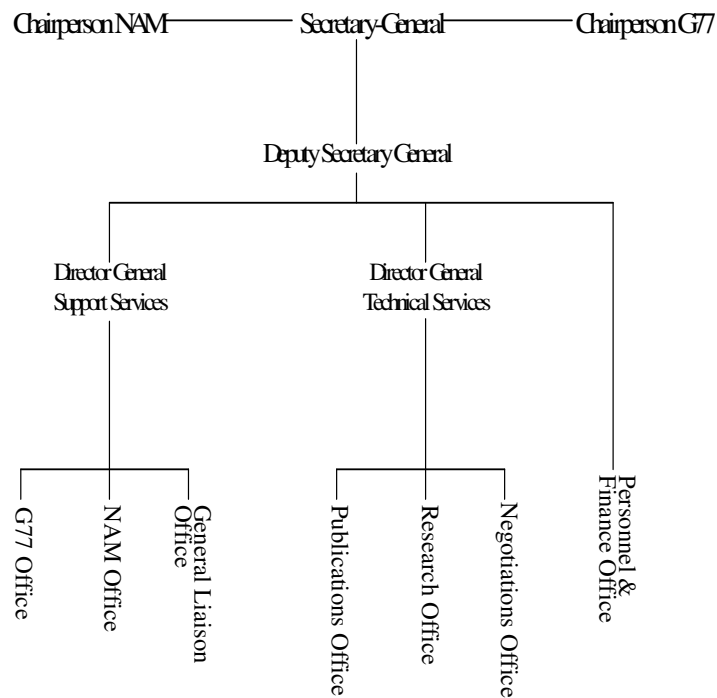 Chairperson NAM
Secretary-General
Chairperson G77
Deputy Secretary General
Director General
Support Services
Director General
Technical Services
G77 Office
NAM Office
General Liaison
Office
Publications Office
Research Office
Negotiations Office
Personnel &
Finance Office